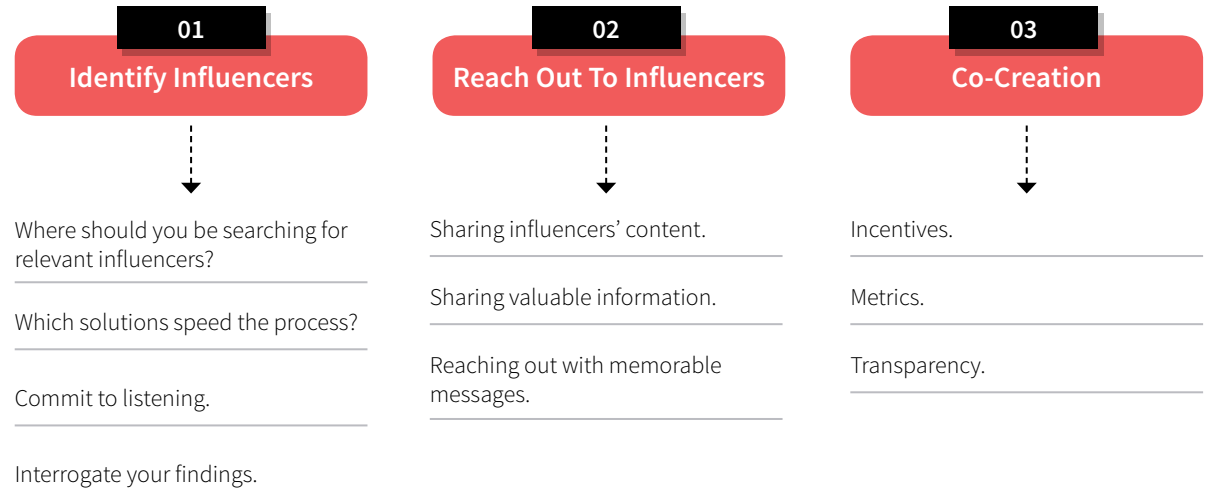 01
Identify Influencers
Where should you be searching for
relevant influencers?
Which solutions speed the process?
Commit to listening.
Interrogate your findings.
02
Reach Out To Influencers
Sharing influencers’ content.
Sharing valuable information.
Reaching out with memorable
messages.
03
Co-Creation
Incentives.
Metrics.
Transparency.